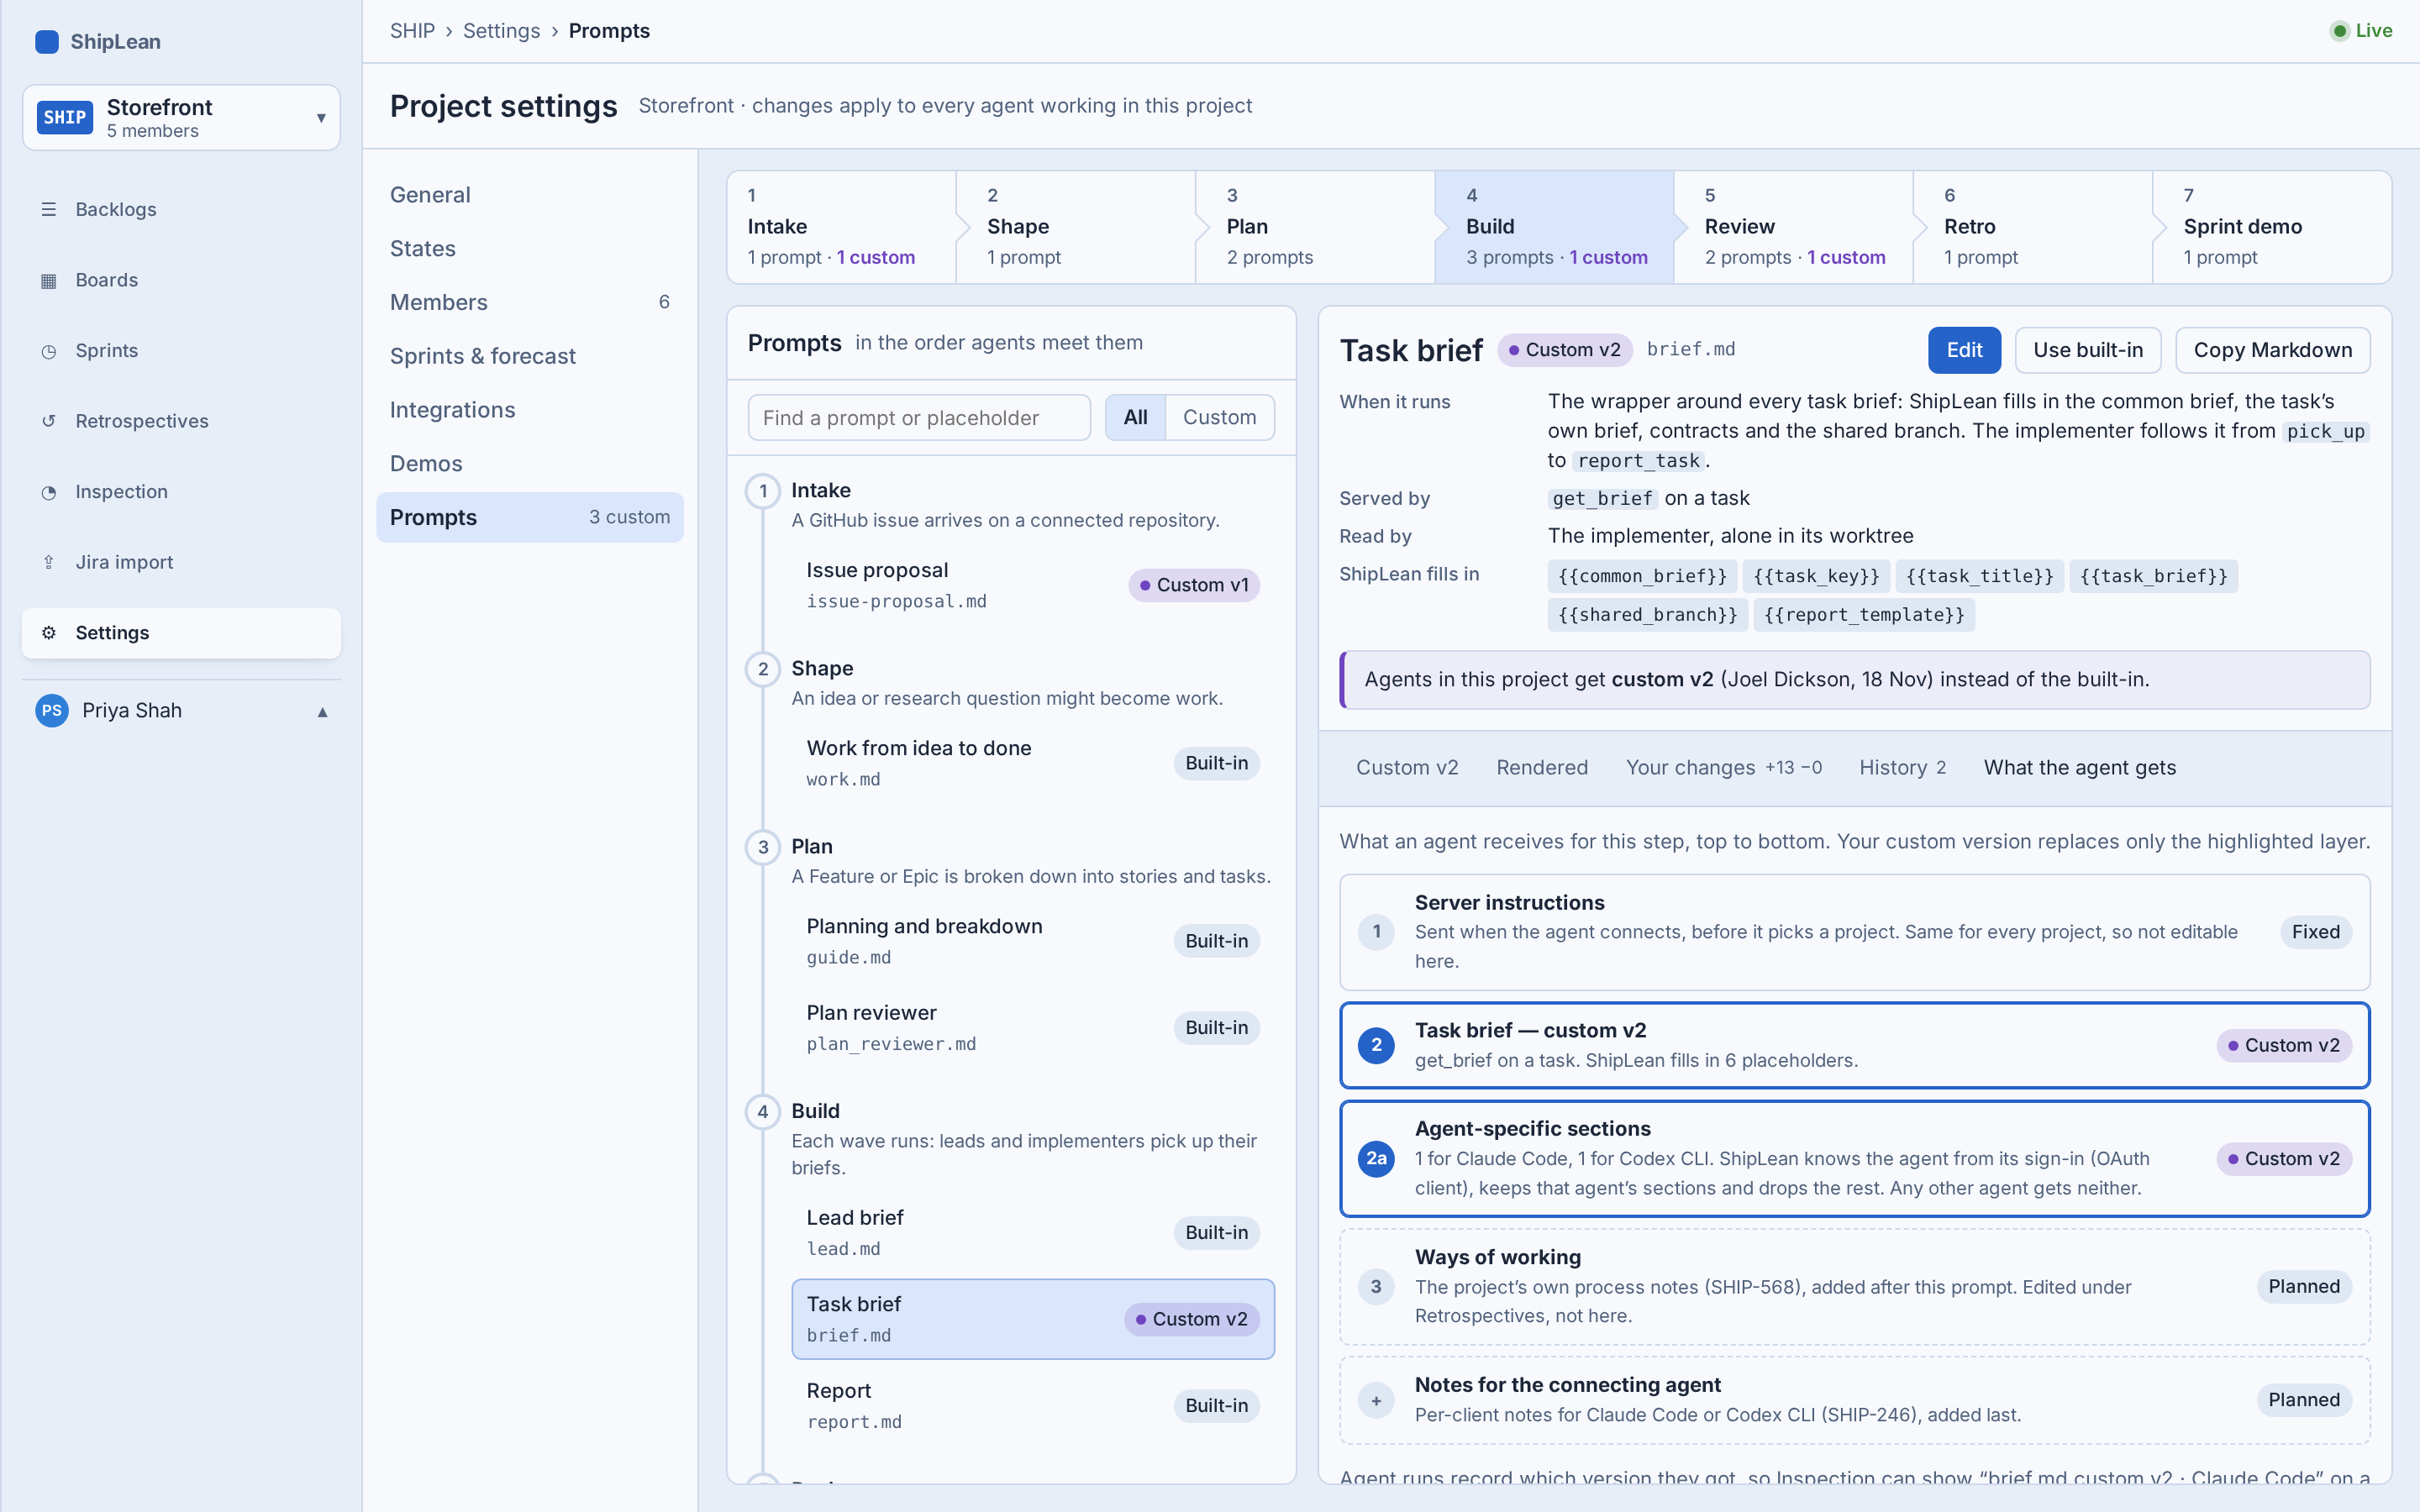 ShipLean
SHIP
Storefront
5 members
Backlogs
Boards
Sprints
Retrospectives
Inspection
Jira import
Settings
PS
Priya Shah
SHIP › Settings › Prompts
Live
Project settings
Storefront · changes apply to every agent working in this project
General
States
Members 6
Sprints & forecast
Integrations
Demos
Prompts 3 custom
1
Intake
1 prompt · 1 custom
2
Shape
1 prompt
3
Plan
2 prompts
4
Build
3 prompts · 1 custom
5
Review
2 prompts · 1 custom
6
Retro
1 prompt
7
Sprint demo
1 prompt
Prompts in the order agents meet them
Find a prompt or placeholder
All
Custom
1
Intake
A GitHub issue arrives on a connected repository.
Issue proposal
issue-proposal.md
Custom v1
2
Shape
An idea or research question might become work.
Work from idea to done
work.md
Built-in
3
Plan
A Feature or Epic is broken down into stories and tasks.
Planning and breakdown
guide.md
Built-in
Plan reviewer
plan_reviewer.md
Built-in
4
Build
Each wave runs: leads and implementers pick up their
briefs.
Lead brief
lead.md
Built-in
Task brief
brief.md
Custom v2
Report
report.md
Built-in
Task brief
Custom v2
brief.md
Edit
Use built-in
Copy Markdown
When it runs
The wrapper around every task brief: ShipLean fills in the common brief, the task’s
own brief, contracts and the shared branch. The implementer follows it from pick_up
to report_task.
Served by
get_brief on a task
Read by
The implementer, alone in its worktree
ShipLean fills in
{{common_brief}} {{task_key}} {{task_title}} {{task_brief}}
{{shared_branch}} {{report_template}}
Agents in this project get custom v2 (Joel Dickson, 18 Nov) instead of the built-in.
Custom v2
Rendered
Your changes +13 −0
History 2
What the agent gets
What an agent receives for this step, top to bottom. Your custom version replaces only the highlighted layer.
1
Server instructions
Sent when the agent connects, before it picks a project. Same for every project, so not editable
here.
Fixed
2
Task brief — custom v2
get_brief on a task. ShipLean fills in 6 placeholders.
Custom v2
2a
Agent-specific sections
1 for Claude Code, 1 for Codex CLI. ShipLean knows the agent from its sign-in (OAuth
client), keeps that agent’s sections and drops the rest. Any other agent gets neither.
Custom v2
3
Ways of working
The project’s own process notes (SHIP-568), added after this prompt. Edited under
Retrospectives, not here.
Planned
+
Notes for the connecting agent
Per-client notes for Claude Code or Codex CLI (SHIP-246), added last.
Planned
Agent runs record which version they got, so Inspection can show “brief.md custom v2 · Claude Code” on a